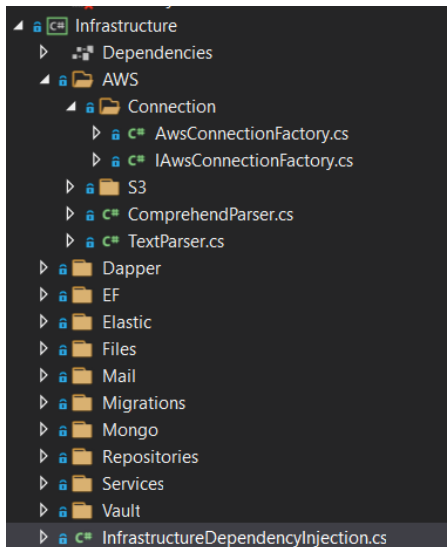 C# Infrastructure
Dependencies
AWS
Connection
C# AwsConnectionFactory.cs
C# IAwsConnectionFactory.cs
S3
C# ComprehendParser.cs
C# TextParser.cs
Dapper
EF
Elastic
Files
Mail
Migrations
Mongo
Repositories
Services
Vault
C# InfrastructureDependencyInjection.cs